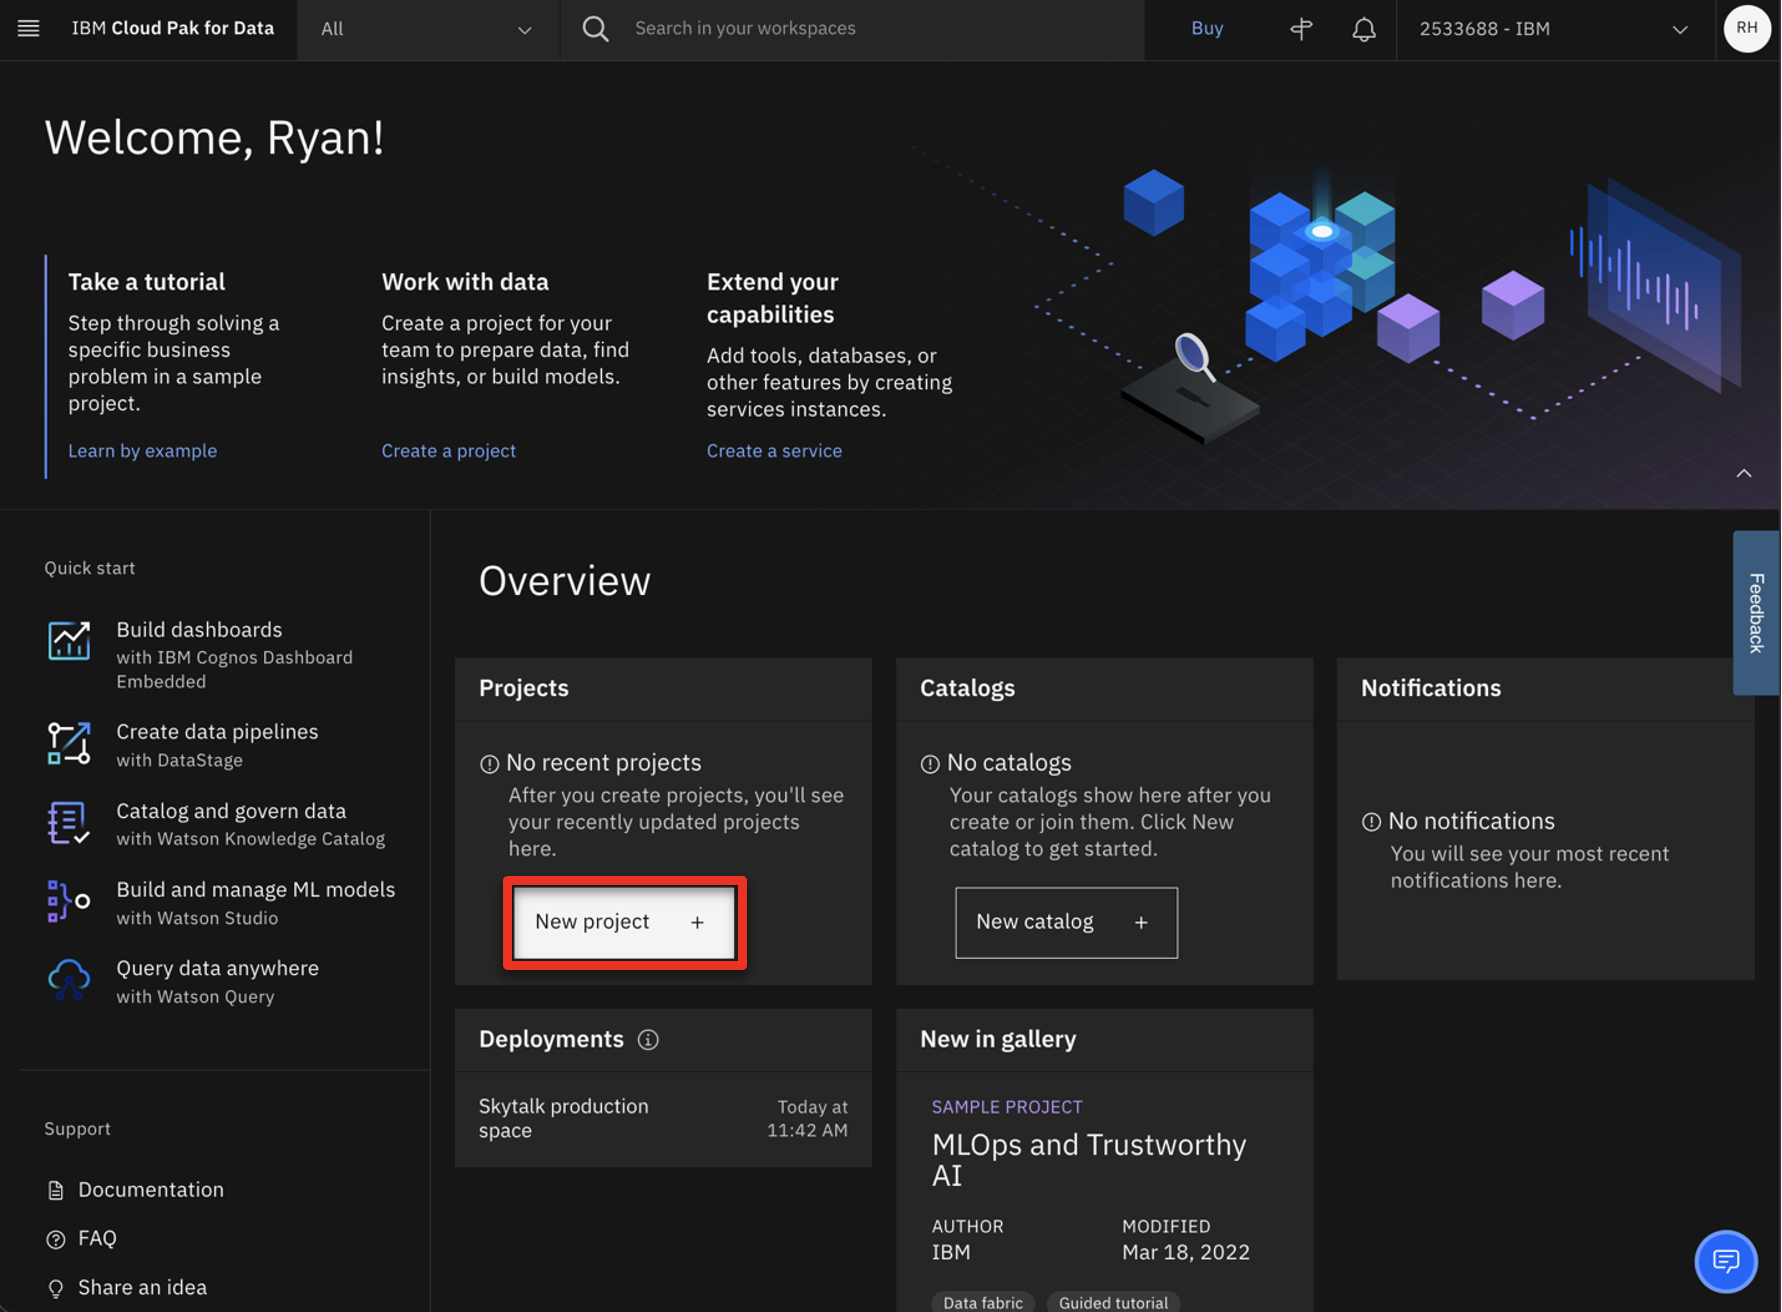 IBM Cloud Pak for Data
All
Search in your workspaces
Buy
2533688 - IBM
RH
Welcome, Ryan!
Take a tutorial
Step through solving a
specific business
problem in a sample
project.
Learn by example
Work with data
Create a project for your
team to prepare data, find
insights, or build models.
Create a project
Extend your
capabilities
Add tools, databases, or
other features by creating
services instances.
Create a service
Feedback
Quick start
Build dashboards
with IBM Cognos Dashboard
Embedded
Create data pipelines
with DataStage
Catalog and govern data
with Watson Knowledge Catalog
Build and manage ML models
with Watson Studio
Query data anywhere
with Watson Query
Support
Documentation
FAQ
Share an idea
Overview
Projects
No recent projects
After you create projects, you'll see
your recently updated projects
here.
New project +
Catalogs
No catalogs
Your catalogs show here after you
create or join them. Click New
catalog to get started.
New catalog +
Notifications
No notifications
You will see your most recent
notifications here.
Deployments
Skytalk production
space
Today at
11:42 AM
New in gallery
SAMPLE PROJECT
MLOps and Trustworthy
AI
AUTHOR
IBM
MODIFIED
Mar 18, 2022
Data fabric
Guided tutorial